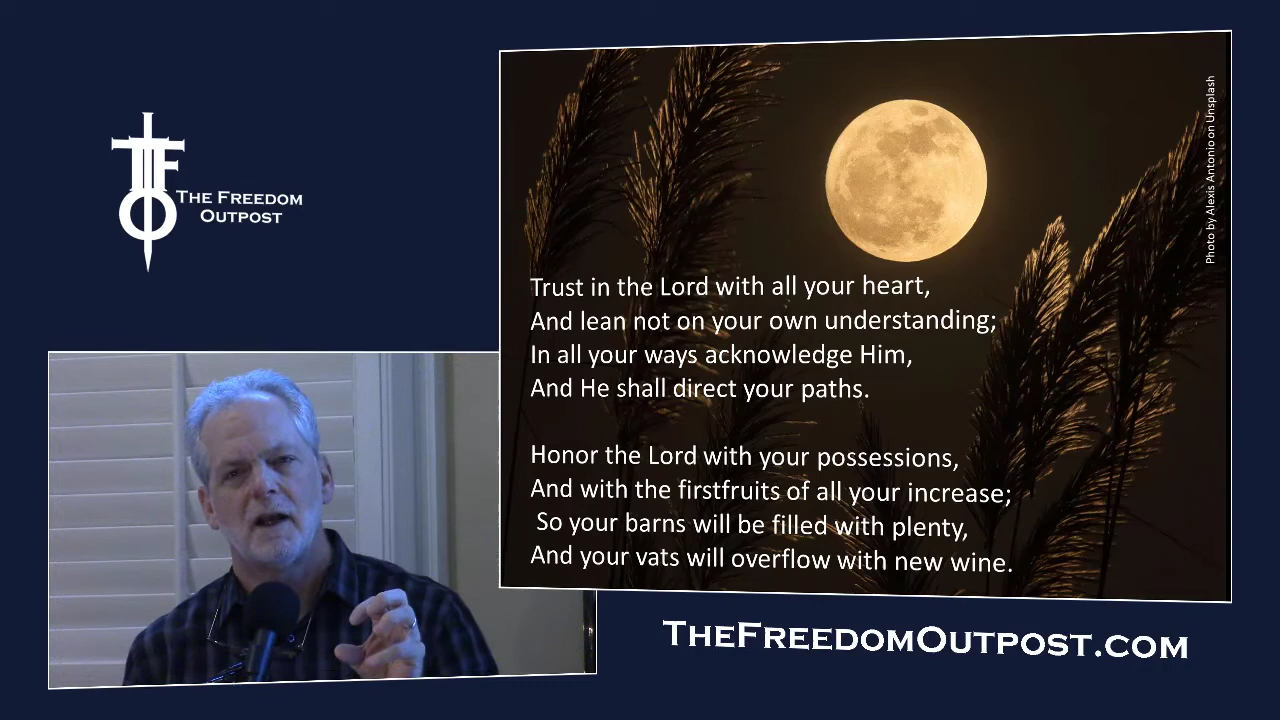 THE FREEDOM
OUTPOST
Photo by Alexis Antonio on Unsplash
Trust in the Lord with all your heart,
And lean not on your own understanding;
In all your ways acknowledge Him,
And He shall direct your paths.
Honor the Lord with your possessions,
And with the firstfruits of all your increase;
So your barns will be filled with plenty,
And your vats will overflow with new wine.
THEFREEDOMOUTPOST.COM